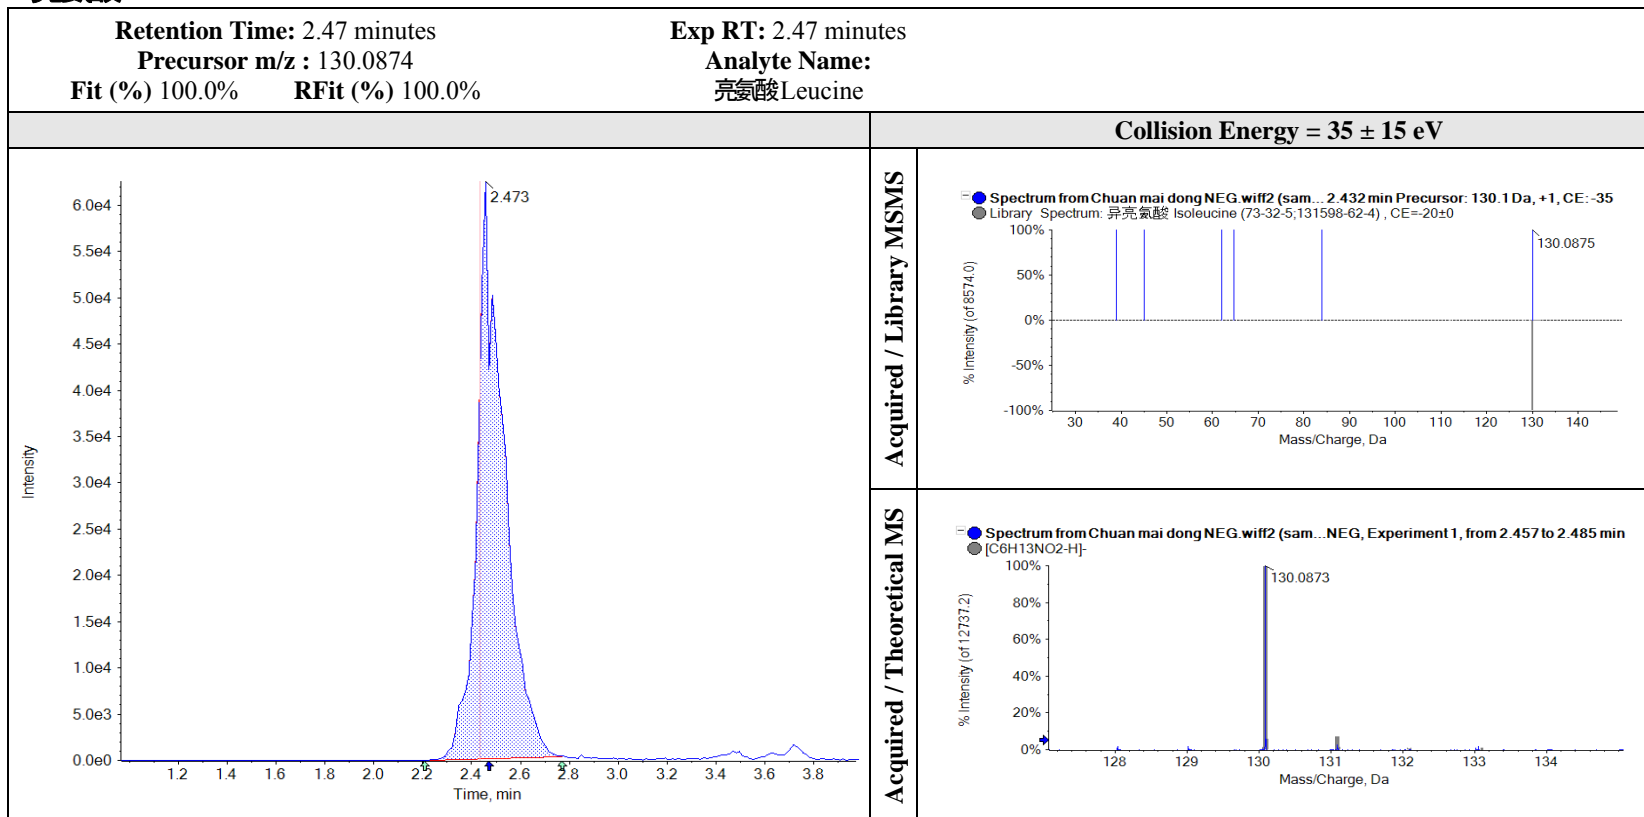 Retention Time: 2.47 minutes
Exp RT: 2.47 minutes
Precursor m/z : 130.0874
Analyte Name:
Fit (%) 100.0% RFit (%) 100.0%
亮氨酸Leucine
Collision Energy = 35 ± 15 eV
2.473
6.0e4
5.5e4
5.0e4
4.5e4
4.0e4
3.5e4
3.0e4
2.5e4
2.0e4
1.5e4
1.0e4
5.0e3
0.0e0
Intensity
1.2 1.4 1.6 1.8 2.0 2.2 2.4 2.6 2.8 3.0 3.2 3.4 3.6 3.8
Time, min
Acquired / Library MSMS
Spectrum from Chuan mai dong NEG.wiff2 (sam... 2.432 min Precursor: 130.1 Da, +1, CE: -35
Library Spectrum: 异亮氨酸 Isoleucine (73-32-5;131598-62-4) , CE=-20±0
100%
50%
0%
-50%
-100%
% Intensity (of 8574.0)
130.0875
30 40 50 60 70 80 90 100 110 120 130 140
Mass/Charge, Da
Acquired / Theoretical MS
Spectrum from Chuan mai dong NEG.wiff2 (sam...NEG, Experiment 1, from 2.457 to 2.485 min
[C6H13NO2-H]-
100%
80%
60%
40%
20%
0%
% Intensity (of 12737.2)
130.0873
128 129 130 131 132 133 134
Mass/Charge, Da